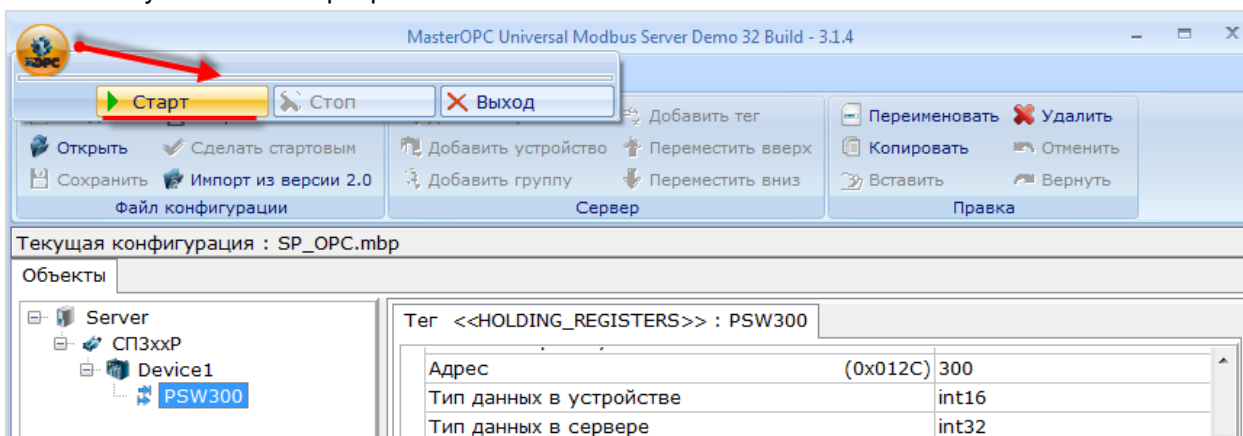 MasterOPC Universal Modbus Server Demo 32 Build - 3.1.4
Старт Стоп Выход
Добавить тег Переименовать Удалить
Открыть Сделать стартовым Добавить устройство Переместить вверх Копировать Отменить
Сохранить Импорт из версии 2.0 Добавить группу Переместить вниз Вставить Вернуть
Файл конфигурации Сервер Правка
Текущая конфигурация : SP_OPC.mbp
Объекты
Server
СП3xxР
Device1
PSW300
Тег <<HOLDING_REGISTERS>> : PSW300
Адрес (0x012C) 300
Тип данных в устройстве int16
Тип данных в сервере int32